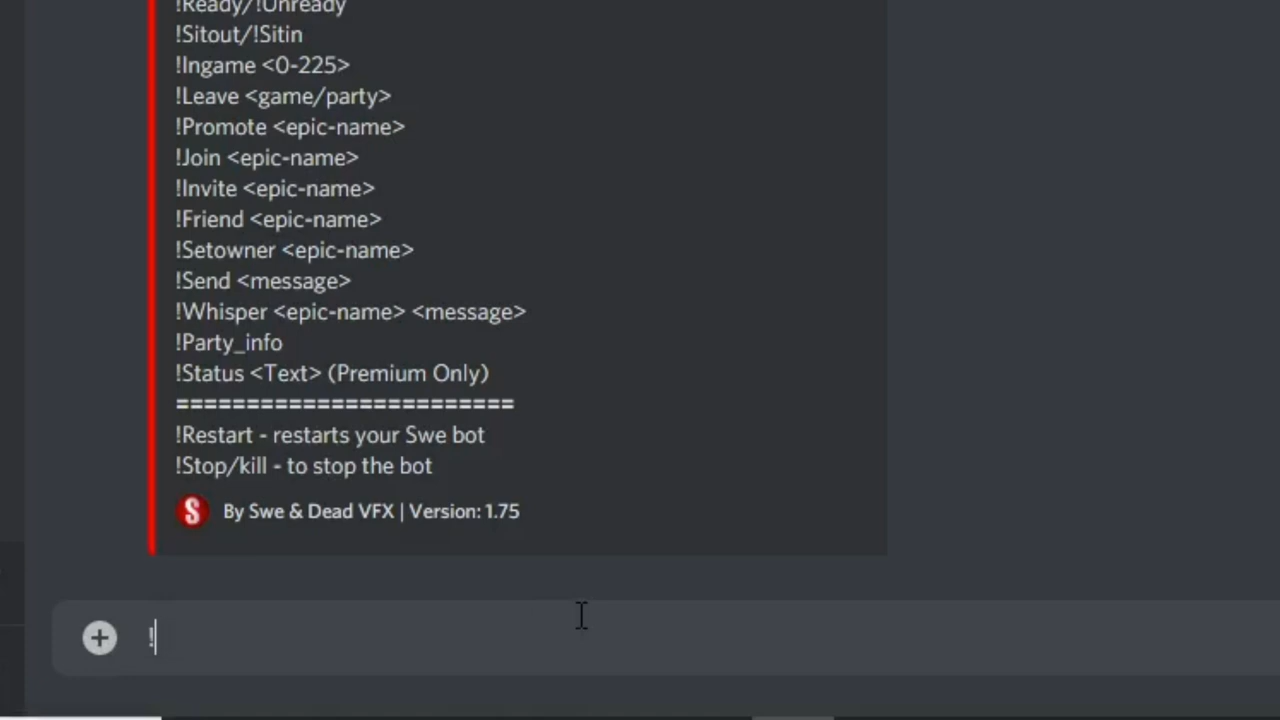 !Ready/!Unready
!Sitout/!Sitin
!Ingame <0-225>
!Leave <game/party>
!Promote <epic-name>
!Join <epic-name>
!Invite <epic-name>
!Friend <epic-name>
!Setowner <epic-name>
!Send <message>
!Whisper <epic-name> <message>
!Party_info
!Status <Text> (Premium Only)
========================
!Restart - restarts your Swe bot
!Stop/kill - to stop the bot
S By Swe & Dead VFX | Version: 1.75
!